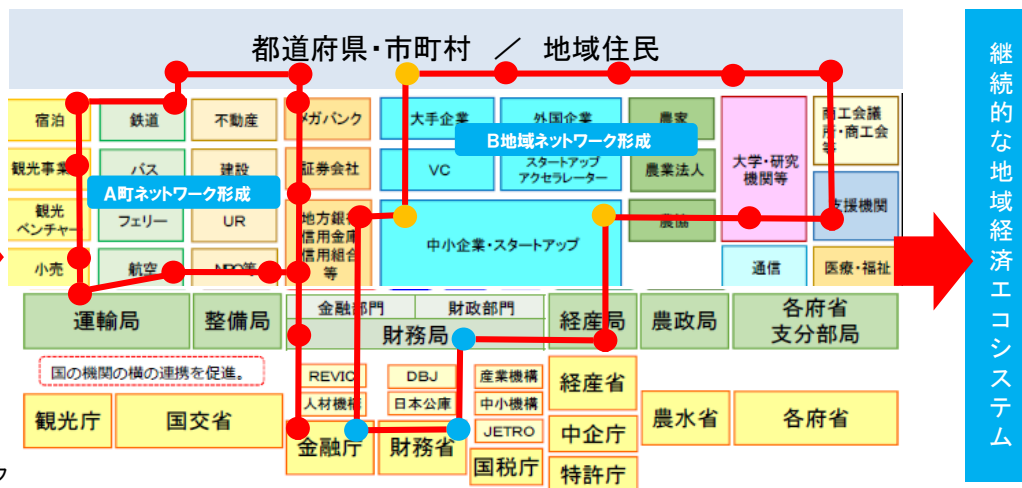 都道府県・市町村 ／ 地域住民
宿泊
鉄道
不動産
メガバンク
大手企業
外国企業
農家
大学・研究
機関等
商工会議
所・商工会
等
B地域ネットワーク形成
観光事業
バス
建設
証券会社
VC
スタートアップ
アクセラレーター
農業法人
A町ネットワーク形成
観光
ベンチャー
フェリー
UR
地方銀行
信用金庫
信用組合
等
中小企業・スタートアップ
農協
支援機関
小売
航空
NPO等
通信
医療・福祉
運輸局
整備局
金融部門
財政部門
財務局
経産局
農政局
各府省
支分部局
国の機関の横の連携を促進。
REVIC
DBJ
産業機構
人材機構
日本公庫
中小機構
JETRO
観光庁
国交省
金融庁
財務省
国税庁
経産省
中企庁
特許庁
農水省
各府省
継続的な地域経済エコシステム
ク